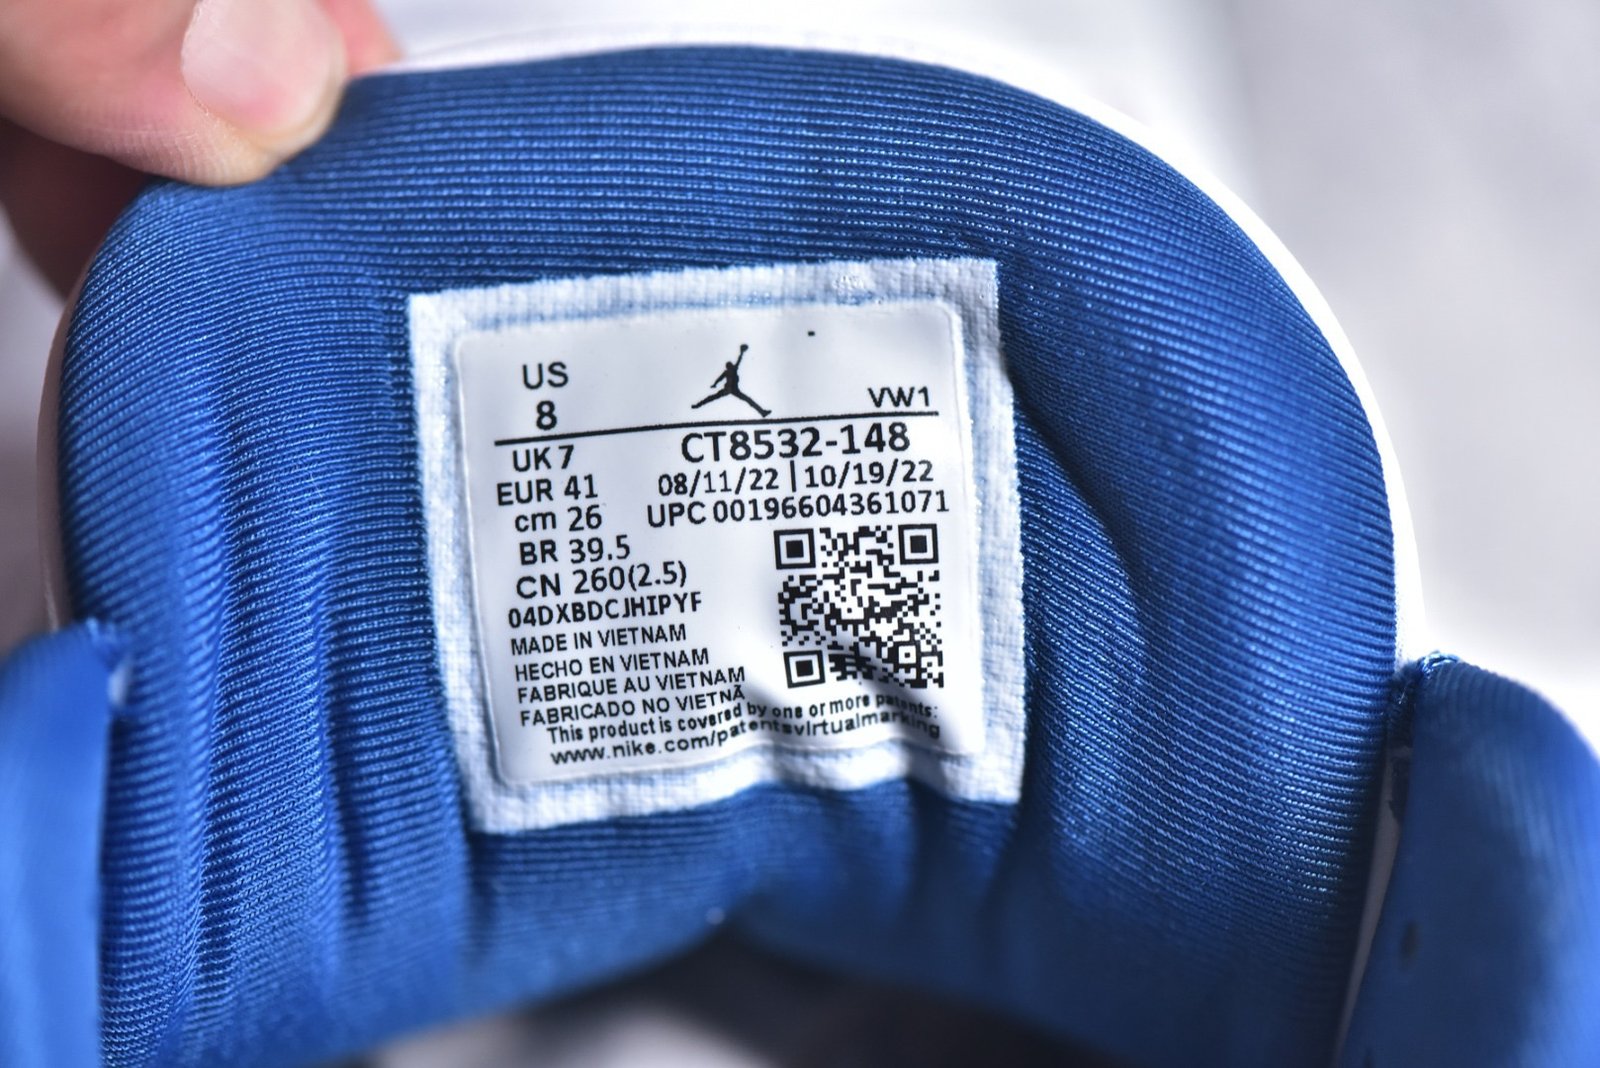 US
8
VW1
UK 7
CT8532-148
EUR 41
08/11/22 | 10/19/22
cm 26
UPC 00196604361071
BR 39.5
CN 260(2.5)
04DXBDCJHIPYF
MADE IN VIETNAM
HECHO EN VIETNAM
FABRIQUE AU VIETNAM
FABRICADO NO VIETNÃ
This product is covered by one or more patents:
www.nike.com/patentsvirtualmarking